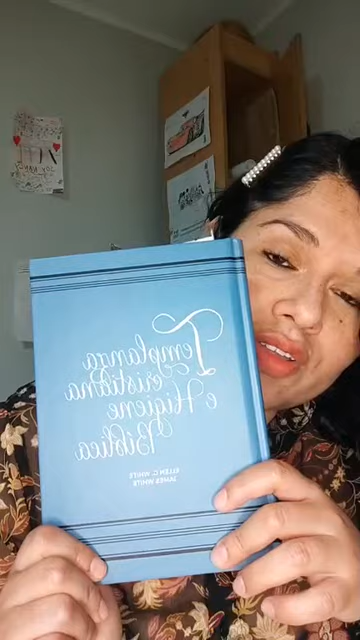 Templanza
Cristiana
e Higiene
Bíblica
ELLEN G. WHITE
JAMES WHITE